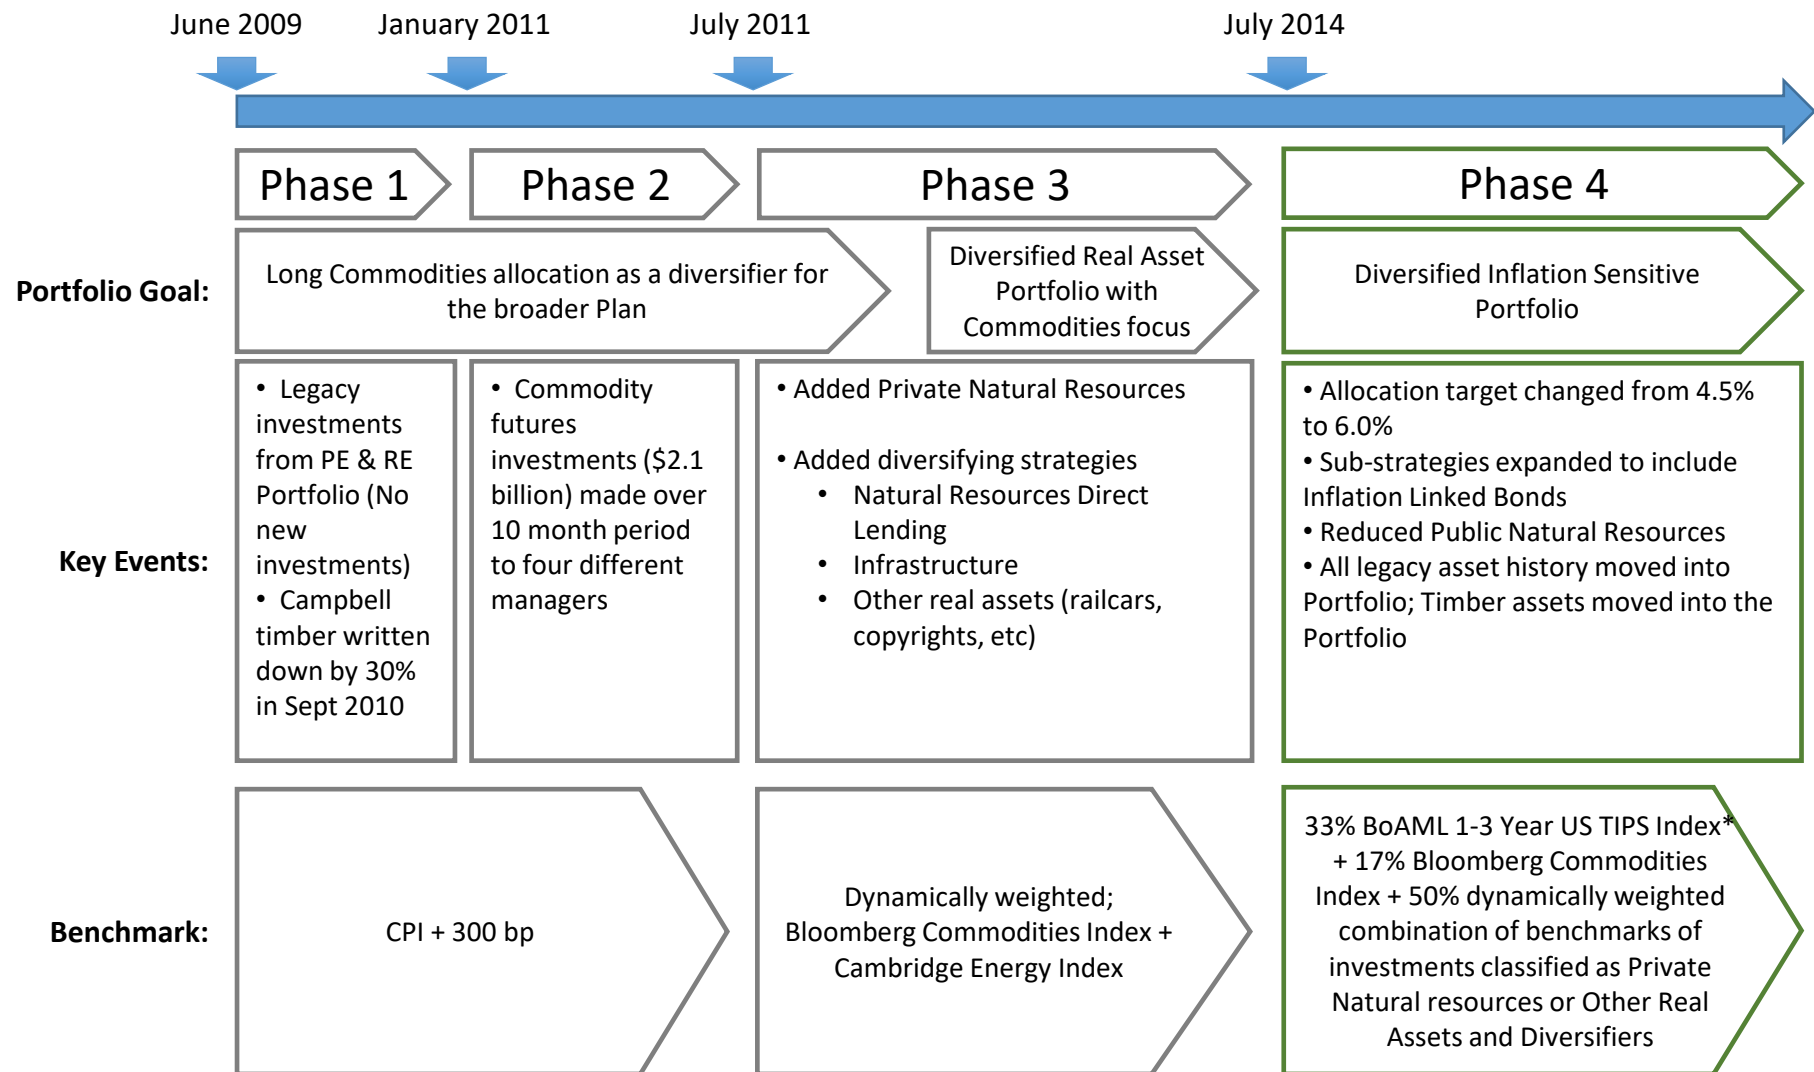 June 2009
January 2011
July 2011
July 2014
Phase 1
Phase 2
Phase 3
Phase 4
Portfolio Goal:
Long Commodities allocation as a diversifier for
the broader Plan
Diversified Real Asset
Portfolio with
Commodities focus
Diversified Inflation Sensitive
Portfolio
Key Events:
• Legacy
investments
from PE & RE
Portfolio (No
new
investments)
• Campbell
timber written
down by 30%
in Sept 2010
• Commodity
futures
investments ($2.1
billion) made over
10 month period
to four different
managers
• Added Private Natural Resources
• Added diversifying strategies
• Natural Resources Direct
Lending
• Infrastructure
• Other real assets (railcars,
copyrights, etc)
• Allocation target changed from 4.5%
to 6.0%
• Sub-strategies expanded to include
Inflation Linked Bonds
• Reduced Public Natural Resources
• All legacy asset history moved into
Portfolio; Timber assets moved into the
Portfolio
Benchmark:
CPI + 300 bp
Dynamically weighted;
Bloomberg Commodities Index +
Cambridge Energy Index
33% BoAML 1-3 Year US TIPS Index*
+ 17% Bloomberg Commodities
Index + 50% dynamically weighted
combination of benchmarks of
investments classified as Private
Natural resources or Other Real
Assets and Diversifiers